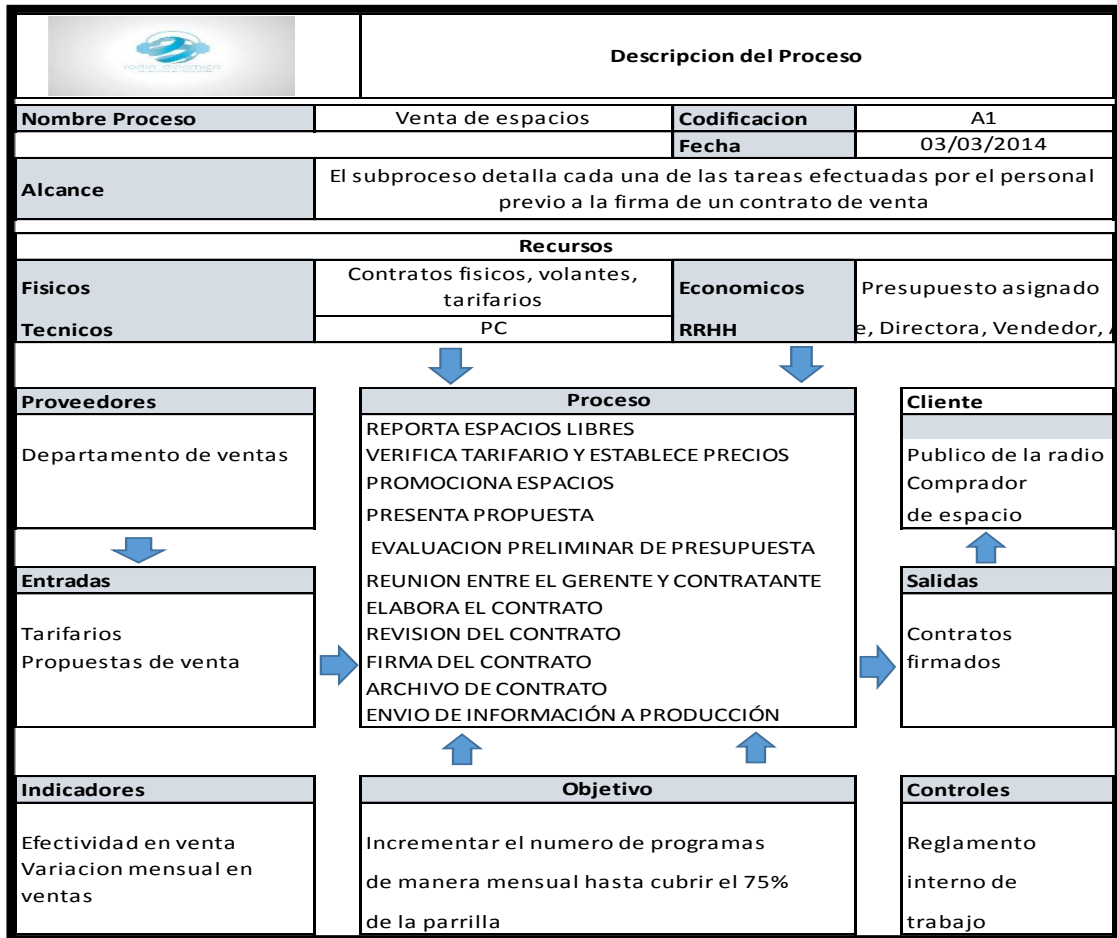 radio dinamica
Descripcion del Proceso
Nombre Proceso
Venta de espacios
Codificacion
A1
Fecha
03/03/2014
Alcance
El subproceso detalla cada una de las tareas efectuadas por el personal
previo a la firma de un contrato de venta
Recursos
Fisicos
Contratos fisicos, volantes,
tarifarios
Economicos
Presupuesto asignado
Tecnicos
PC
RRHH
e, Directora, Vendedor,
Proveedores
Departamento de ventas
Proceso
REPORTA ESPACIOS LIBRES
VERIFICA TARIFARIO Y ESTABLECE PRECIOS
PROMOCIONA ESPACIOS
PRESENTA PROPUESTA
EVALUACION PRELIMINAR DE PRESUPUESTA
REUNION ENTRE EL GERENTE Y CONTRATANTE
ELABORA EL CONTRATO
REVISION DEL CONTRATO
FIRMA DEL CONTRATO
ARCHIVO DE CONTRATO
ENVIO DE INFORMACIÓN A PRODUCCIÓN
Cliente
Publico de la radio
Comprador
de espacio
Entradas
Tarifarios
Propuestas de venta
Salidas
Contratos
firmados
Indicadores
Efectividad en venta
Variacion mensual en
ventas
Objetivo
Incrementar el numero de programas
de manera mensual hasta cubrir el 75%
de la parrilla
Controles
Reglamento
interno de
trabajo